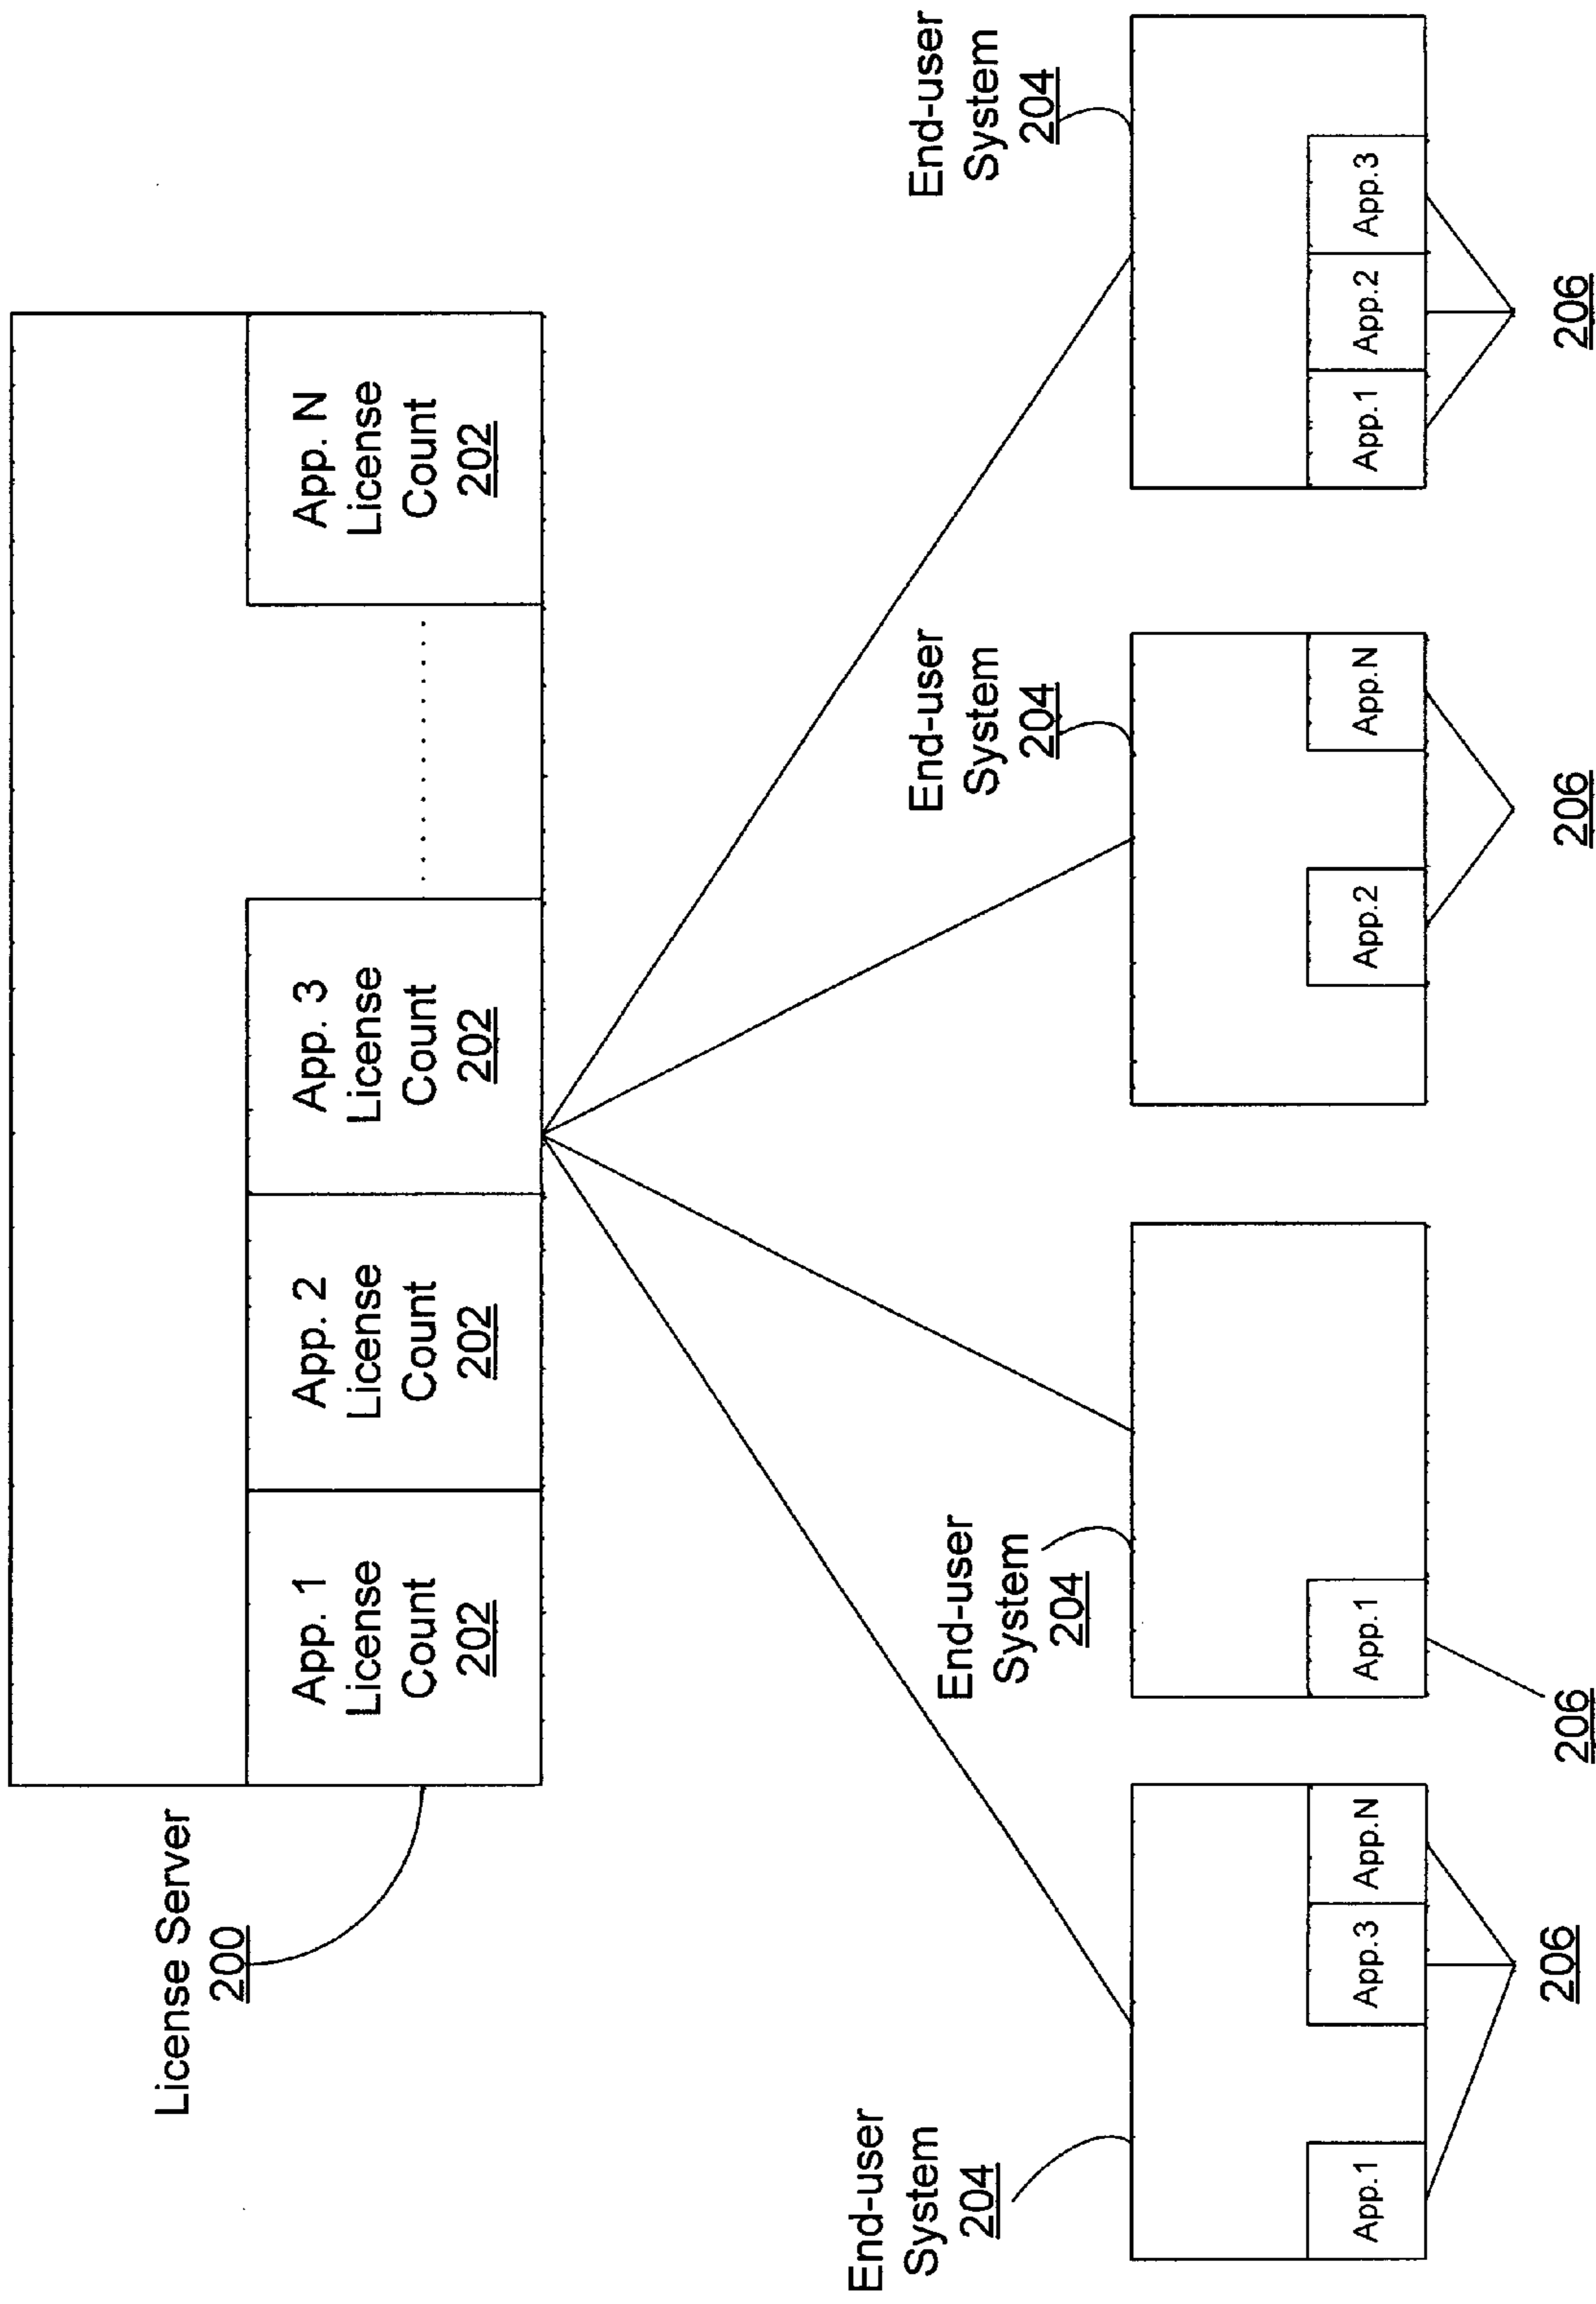 License Server
200
App. 1
License
Count
202
App. 2
License
Count
202
App. 3
License
Count
202
App. N
License
Count
202
End-user
System
204
End-user
System
204
End-user
System
204
End-user
System
204
App.1
App.3
App.N
App.1
App.2
App.N
App.1
App.2
App.3
206
206
206
206